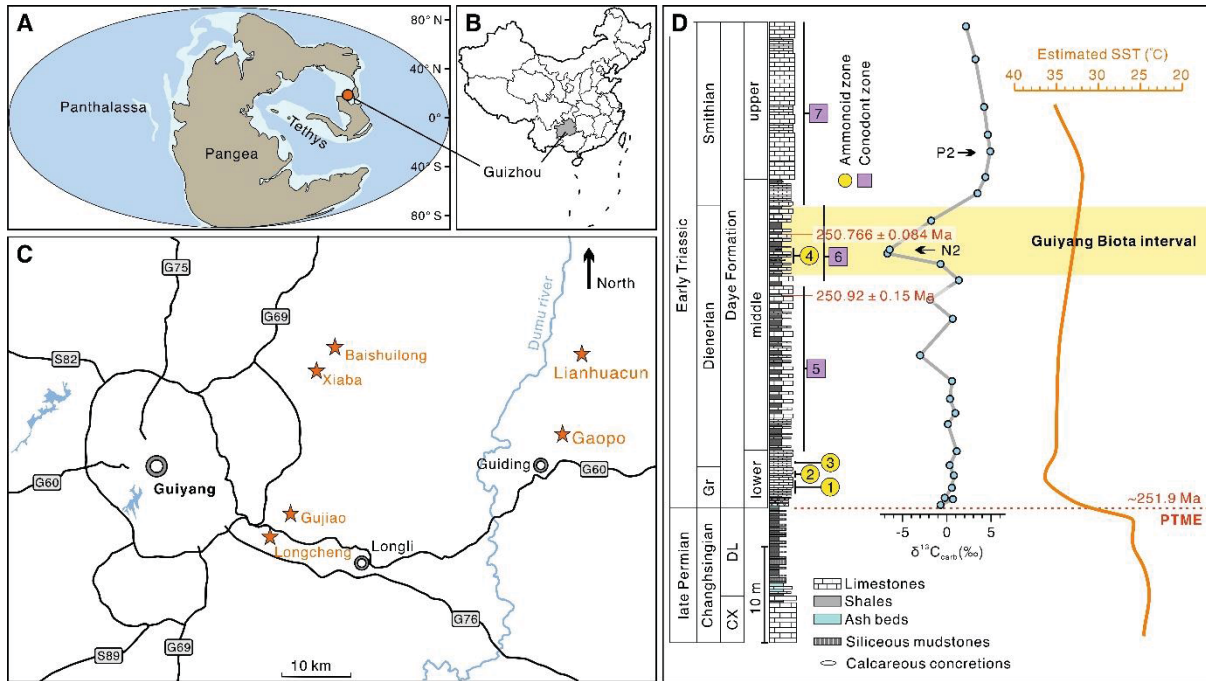 A
80° N
40° N
0°
40° S
80° S
Panthalassa
Tethys
Pangea
Guizhou
B
C
G75
G69
S82
Baishuilong
Xiaba
Dumu river
North
Lianhuacun
Gaopo
Guiding
G60
G60
Guiyang
Gujiao
Longcheng
Longli
G76
S89
G69
10 km
D
Estimated SST (°C)
40 35 30 25 20
Ammonoid zone
Conodont zone
Early Triassic
late Permian
Smithian
Dienerian
Gr
Changhsingian
Daye Formation
upper
middle
lower
DL
CX
10 m
7
P2
250.766 ± 0.084 Ma
Guiyang Biota interval
N2
4
6
250.92 ± 0.15 Ma
5
3
2
1
~251.9 Ma
PTME
-5 0 5
δ¹³Ccarb(‰)
Limestones
Shales
Ash beds
Siliceous mudstones
Calcareous concretions